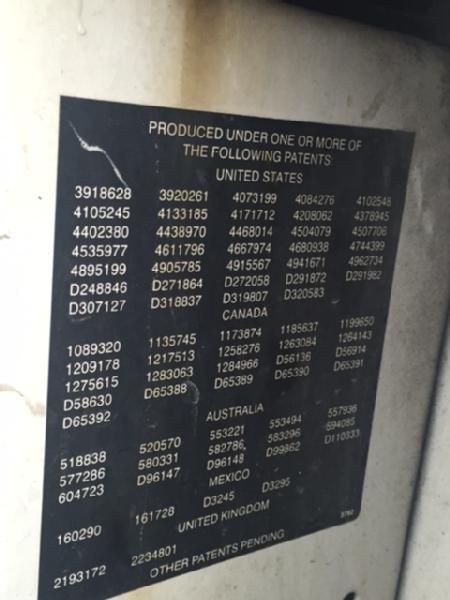 PRODUCED UNDER ONE OR MORE OF
THE FOLLOWING PATENTS:
UNITED STATES
3918628 3920261 4073199 4084276 4102548
4105245 4133185 4171712 4208062 4378945
4402380 4438970 4468014 4504079 4507706
4535977 4611796 4667974 4680938 4744399
4895199 4905785 4915567 4941671 4962734
D248846 D271864 D272058 D291872 D291982
D307127 D318837 D319807 D320583
CANADA
1089320 1135745 1173874 1185637 1199650
1209178 1217513 1258276 1263084 1264143
1275615 1283063 1284966 D56136 D56914
D58630 D65388 D65389 D65390 D65391
D65392
AUSTRALIA
518838 520570 553221 553494 557936
577286 580331 582786 583296 594085
604723 D96147 D96148 D99862 D110333
MEXICO
160290 161728 D3245 D3295
UNITED KINGDOM
2193172 2234801
OTHER PATENTS PENDING